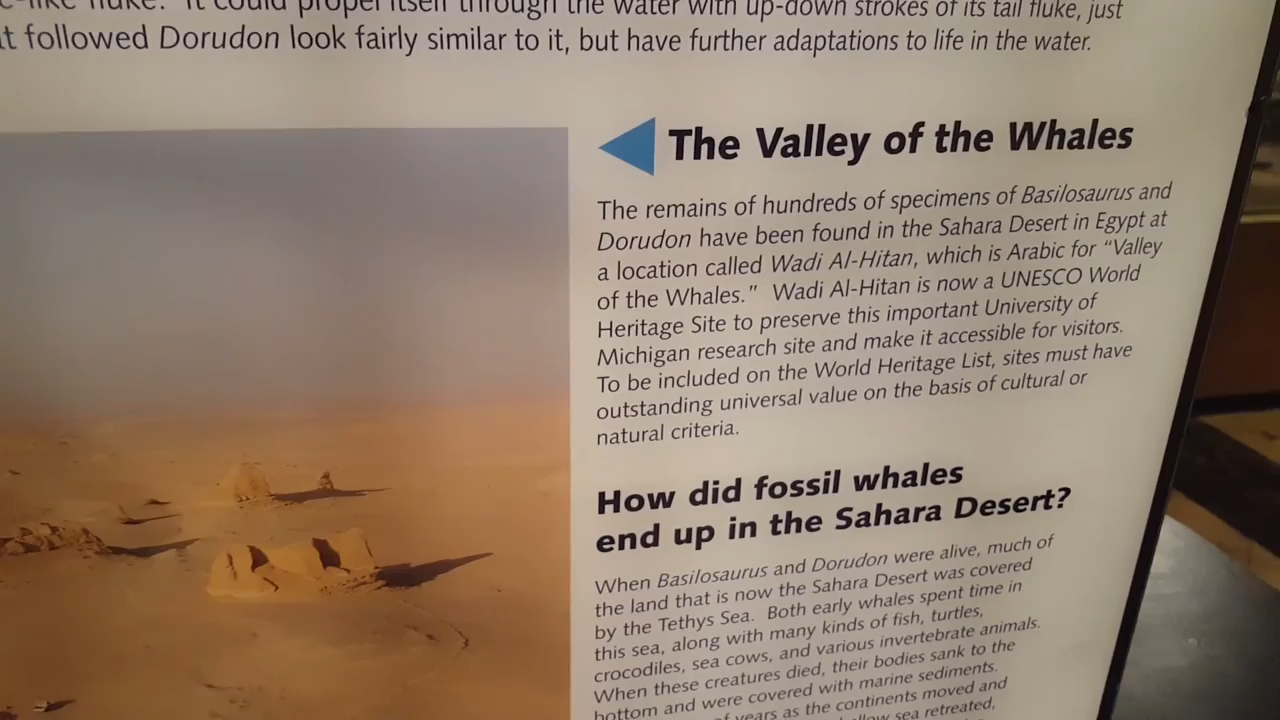 fluke. It could propel itself through the water with up-down strokes of its tail fluke, just
followed Dorudon look fairly similar to it, but have further adaptations to life in the water.
The Valley of the Whales
The remains of hundreds of specimens of Basilosaurus and
Dorudon have been found in the Sahara Desert in Egypt at
a location called Wadi Al-Hitan, which is Arabic for “Valley
of the Whales.” Wadi Al-Hitan is now a UNESCO World
Heritage Site to preserve this important University of
Michigan research site and make it accessible for visitors.
To be included on the World Heritage List, sites must have
outstanding universal value on the basis of cultural or
natural criteria.
How did fossil whales
end up in the Sahara Desert?
When Basilosaurus and Dorudon were alive, much of
the land that is now the Sahara Desert was covered
by the Tethys Sea. Both early whales spent time in
this sea, along with many kinds of fish, turtles,
crocodiles, sea cows, and various invertebrate animals.
When these creatures died, their bodies sank to the
bottom and were covered with marine sediments.
of years as the continents moved and
sea retreated,